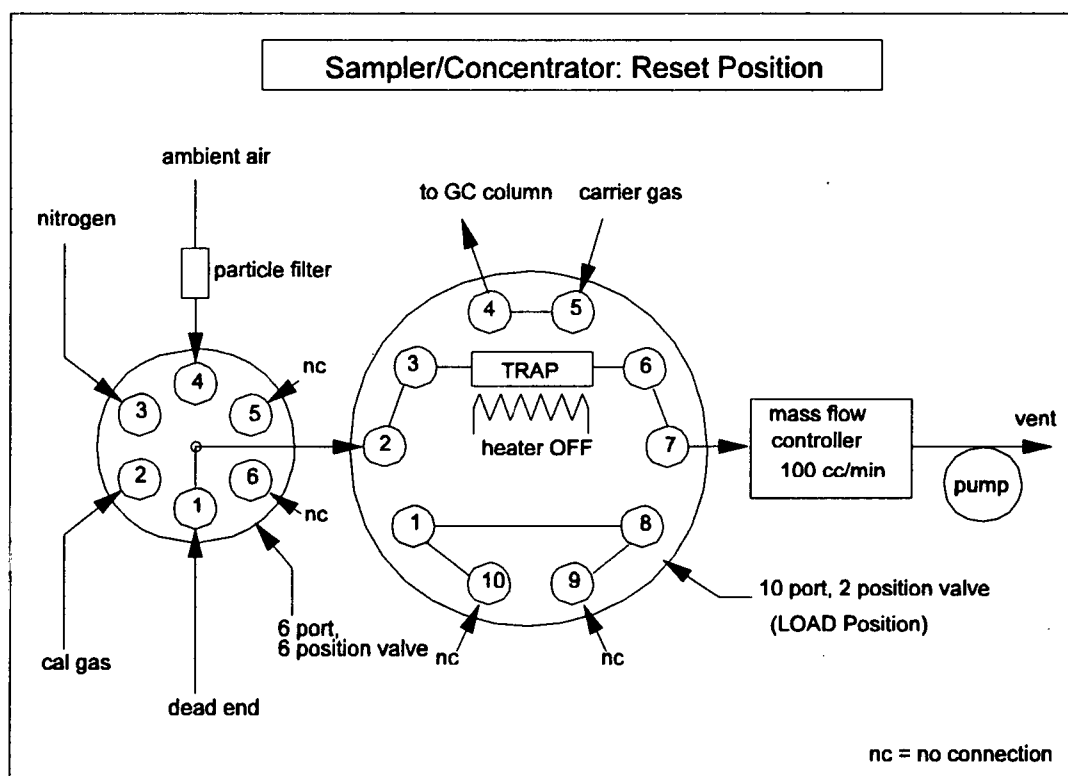 Sampler/Concentrator: Reset Position
ambient air
to GC column
carrier gas
nitrogen
particle filter
4
5
3
TRAP
6
nc
4
3
5
2
heater OFF
7
mass flow
controller
100 cc/min
vent
pump
2
6
1
nc
1
8
10
9
10 port, 2 position valve
(LOAD Position)
6 port,
6 position valve
nc
nc
cal gas
dead end
nc = no connection